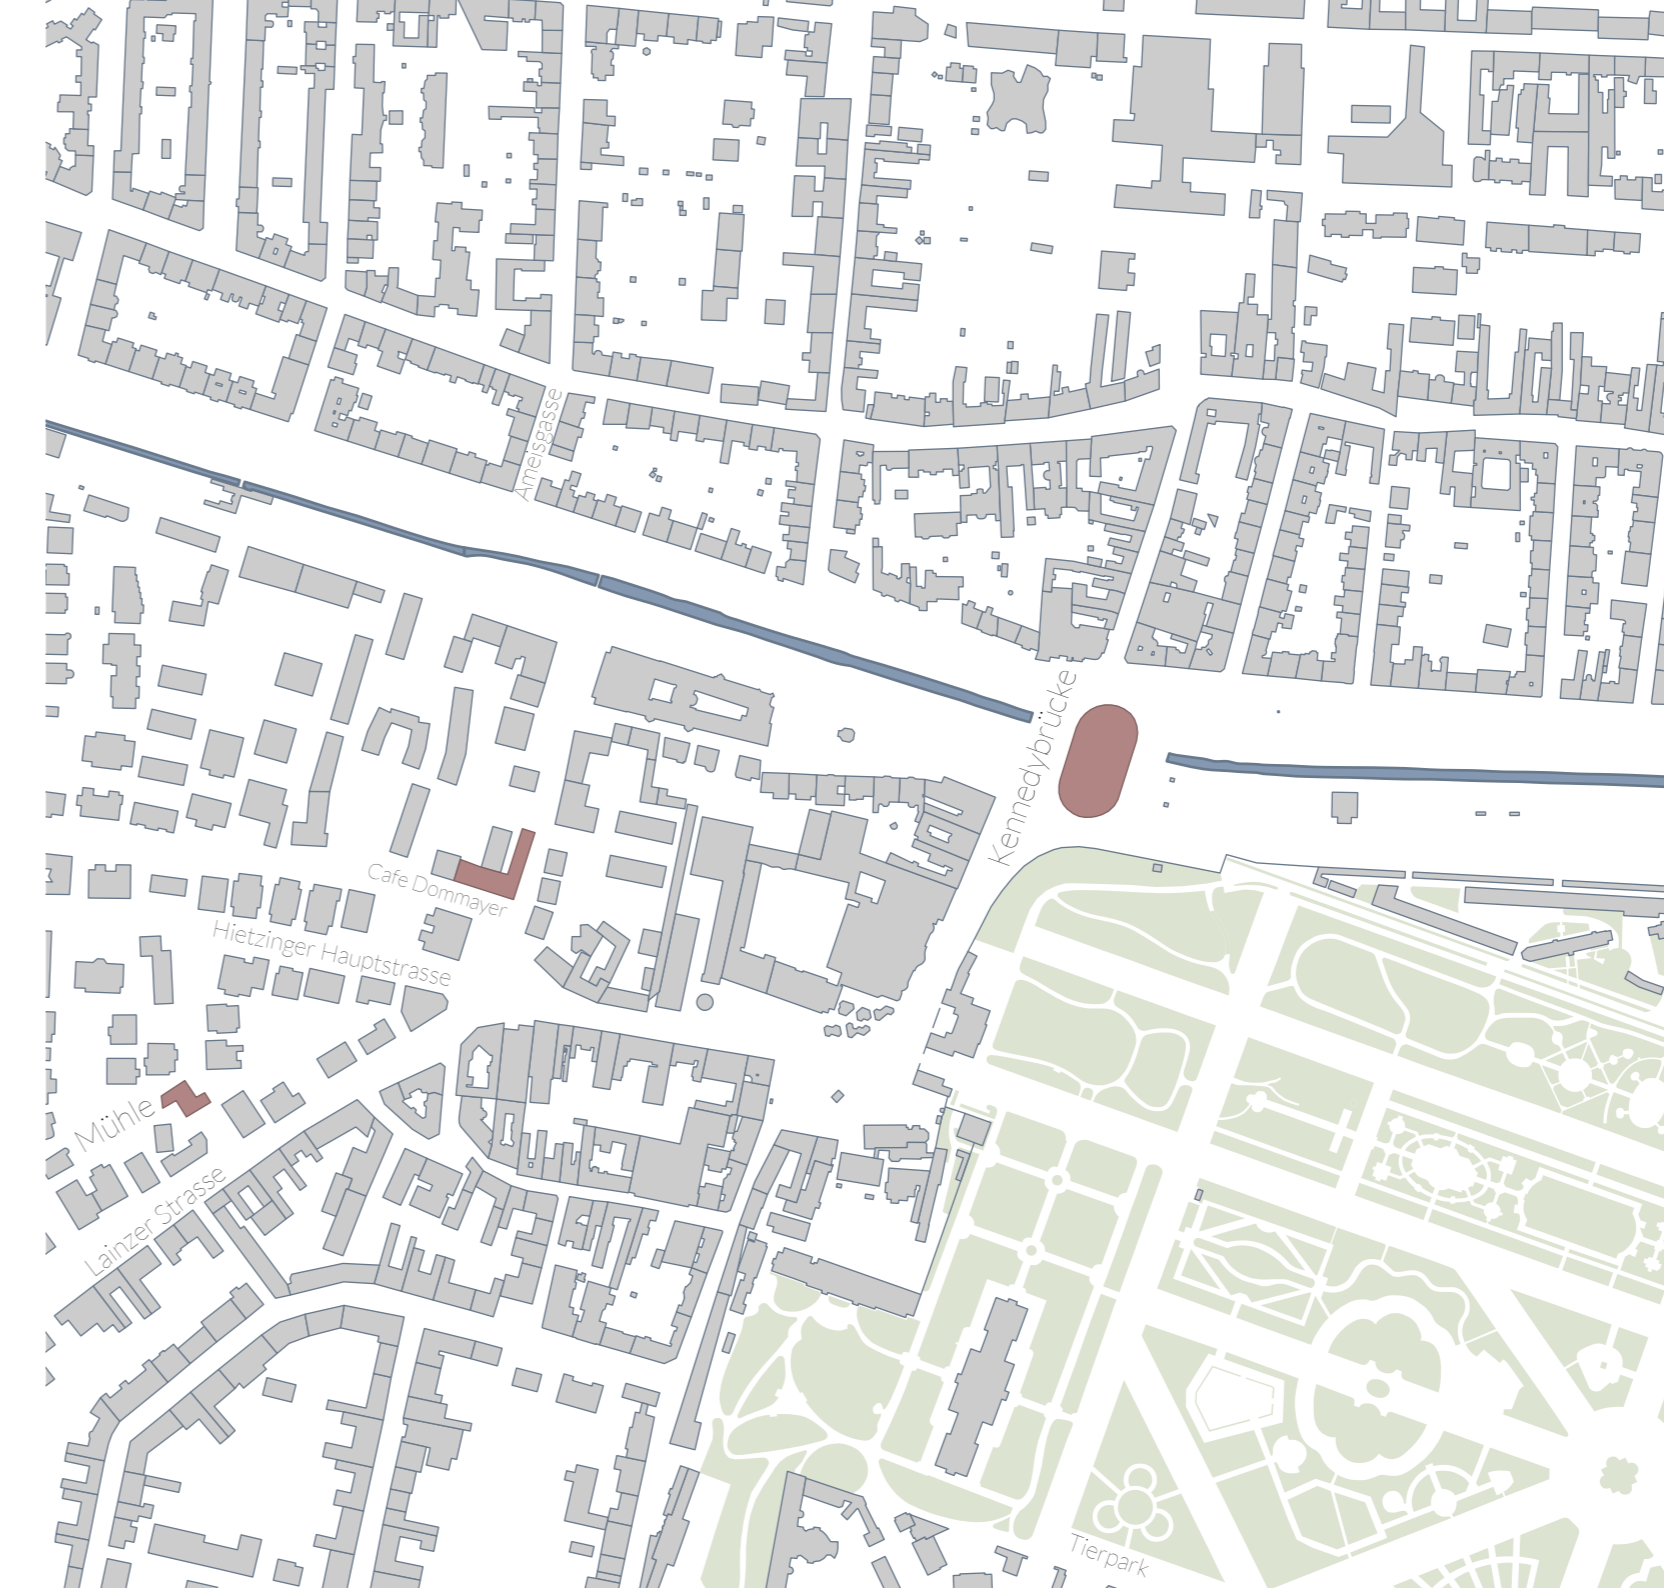 Ameisgasse
Kennedybrücke
Cafe Dommayer
Hietzinger Hauptstrasse
Mühle
Lainzer Strasse
Tierpark